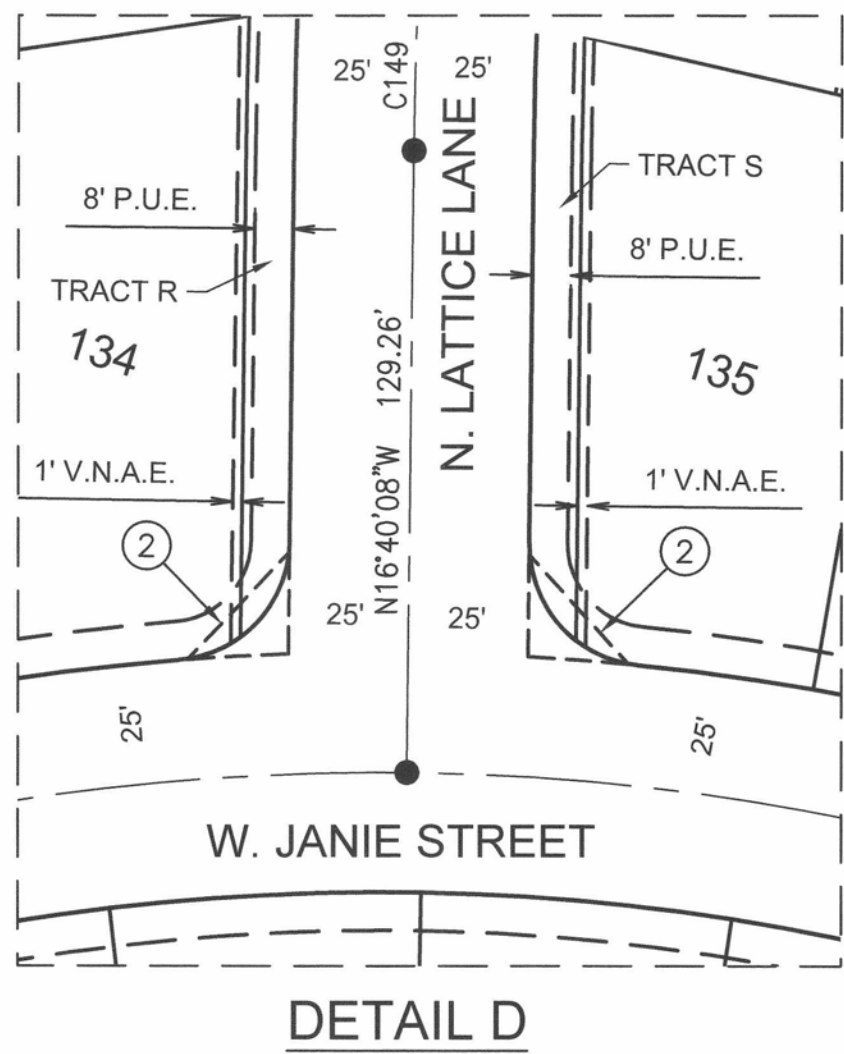 25'
C149
25'
N. LATTICE LANE
TRACT S
8' P.U.E.
8' P.U.E.
TRACT R
134
135
N16°40'08"W 129.26'
1' V.N.A.E.
1' V.N.A.E.
2
2
25'
25'
25'
25'
W. JANIE STREET
DETAIL D